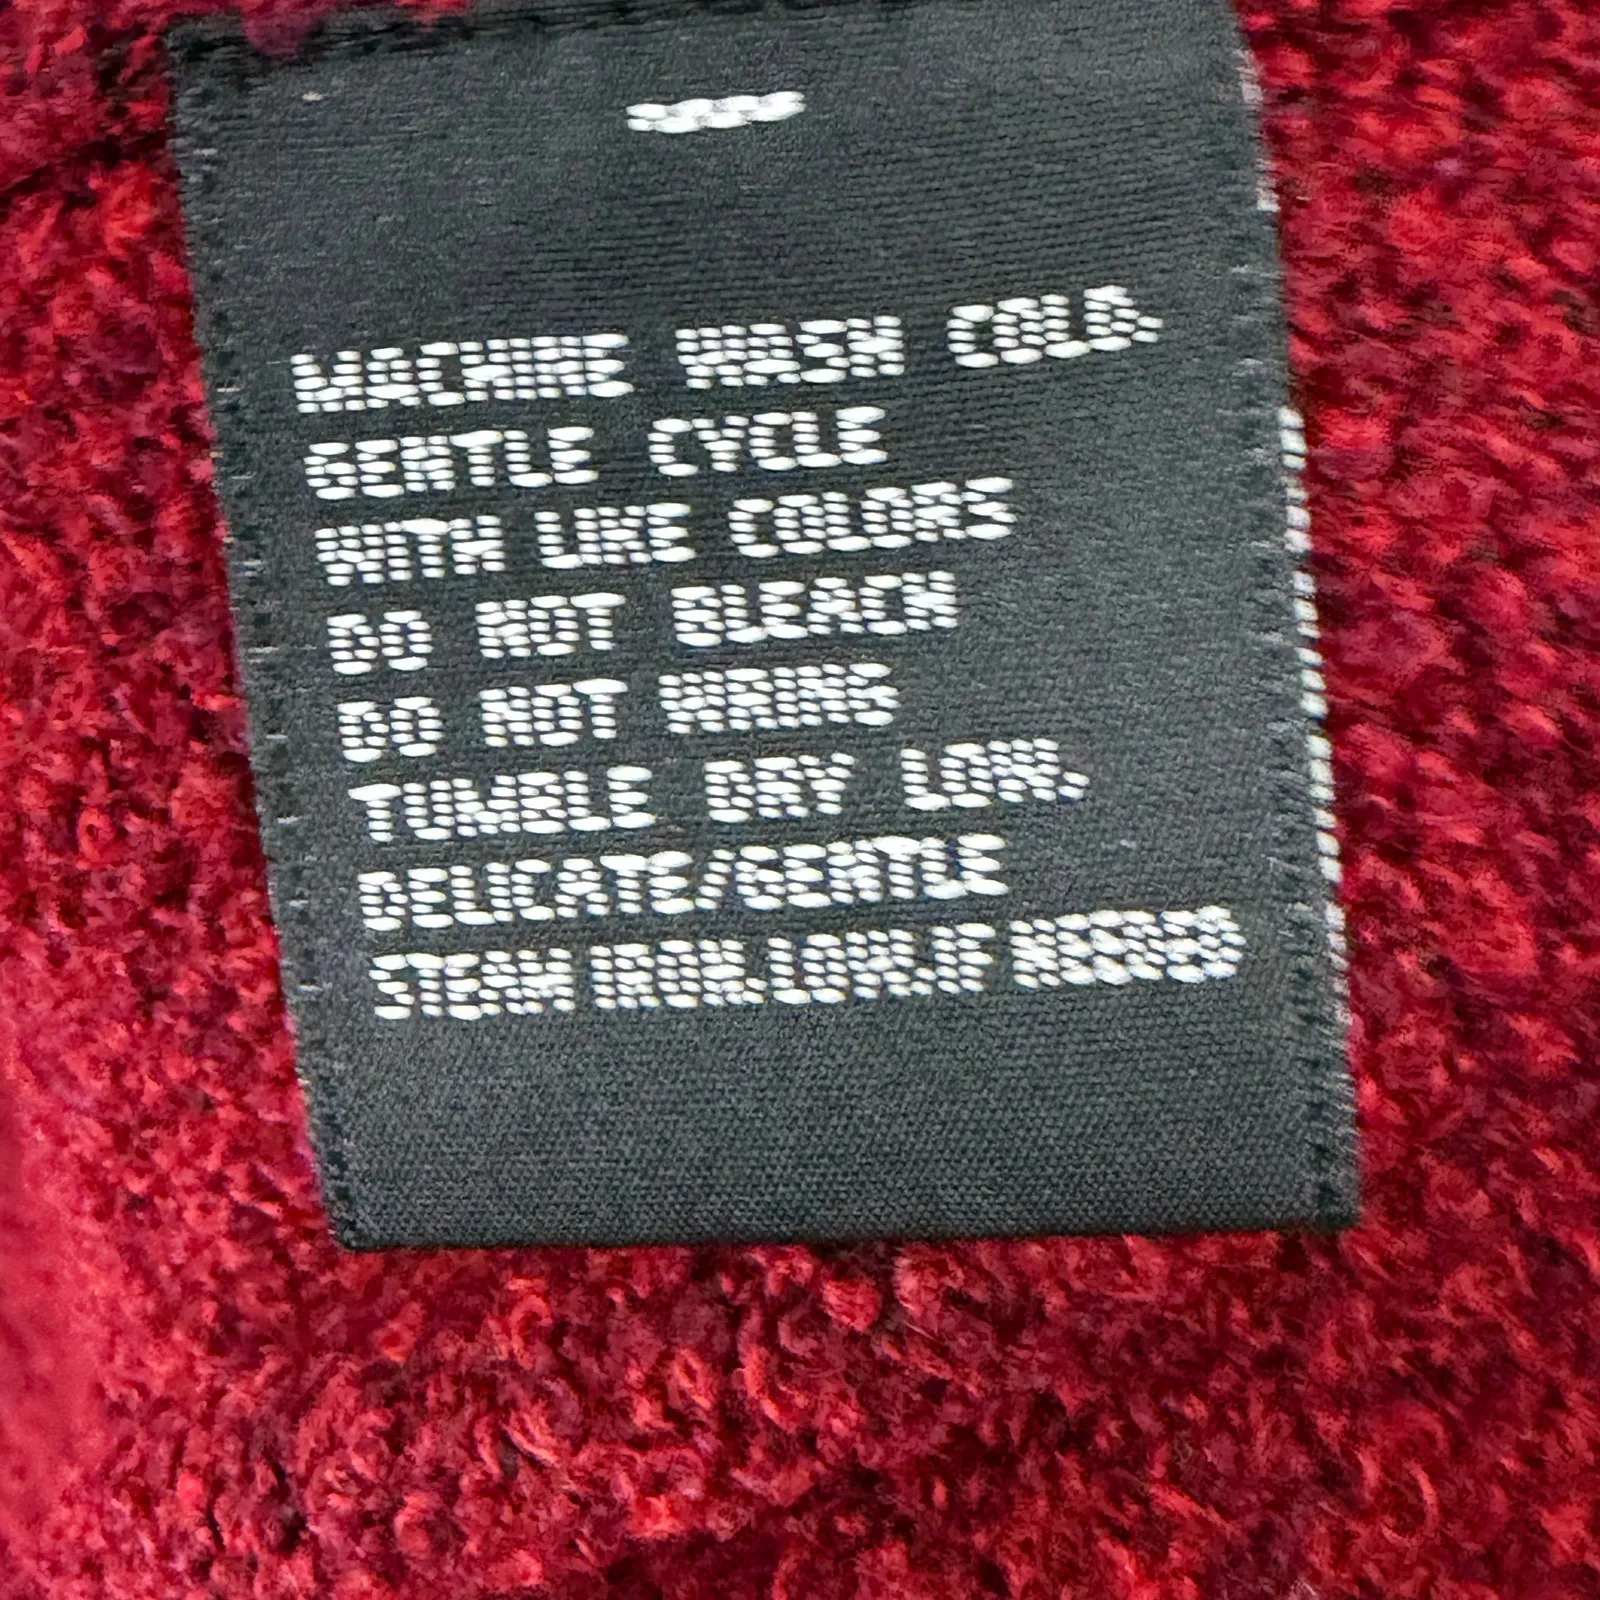 MACHINE WASH COLD.
GENTLE CYCLE
WITH LIKE COLORS
DO NOT BLEACH
DO NOT WRING
TUMBLE DRY LOW.
DELICATE/GENTLE
STEAM IRON.LOW.IF NEEDED